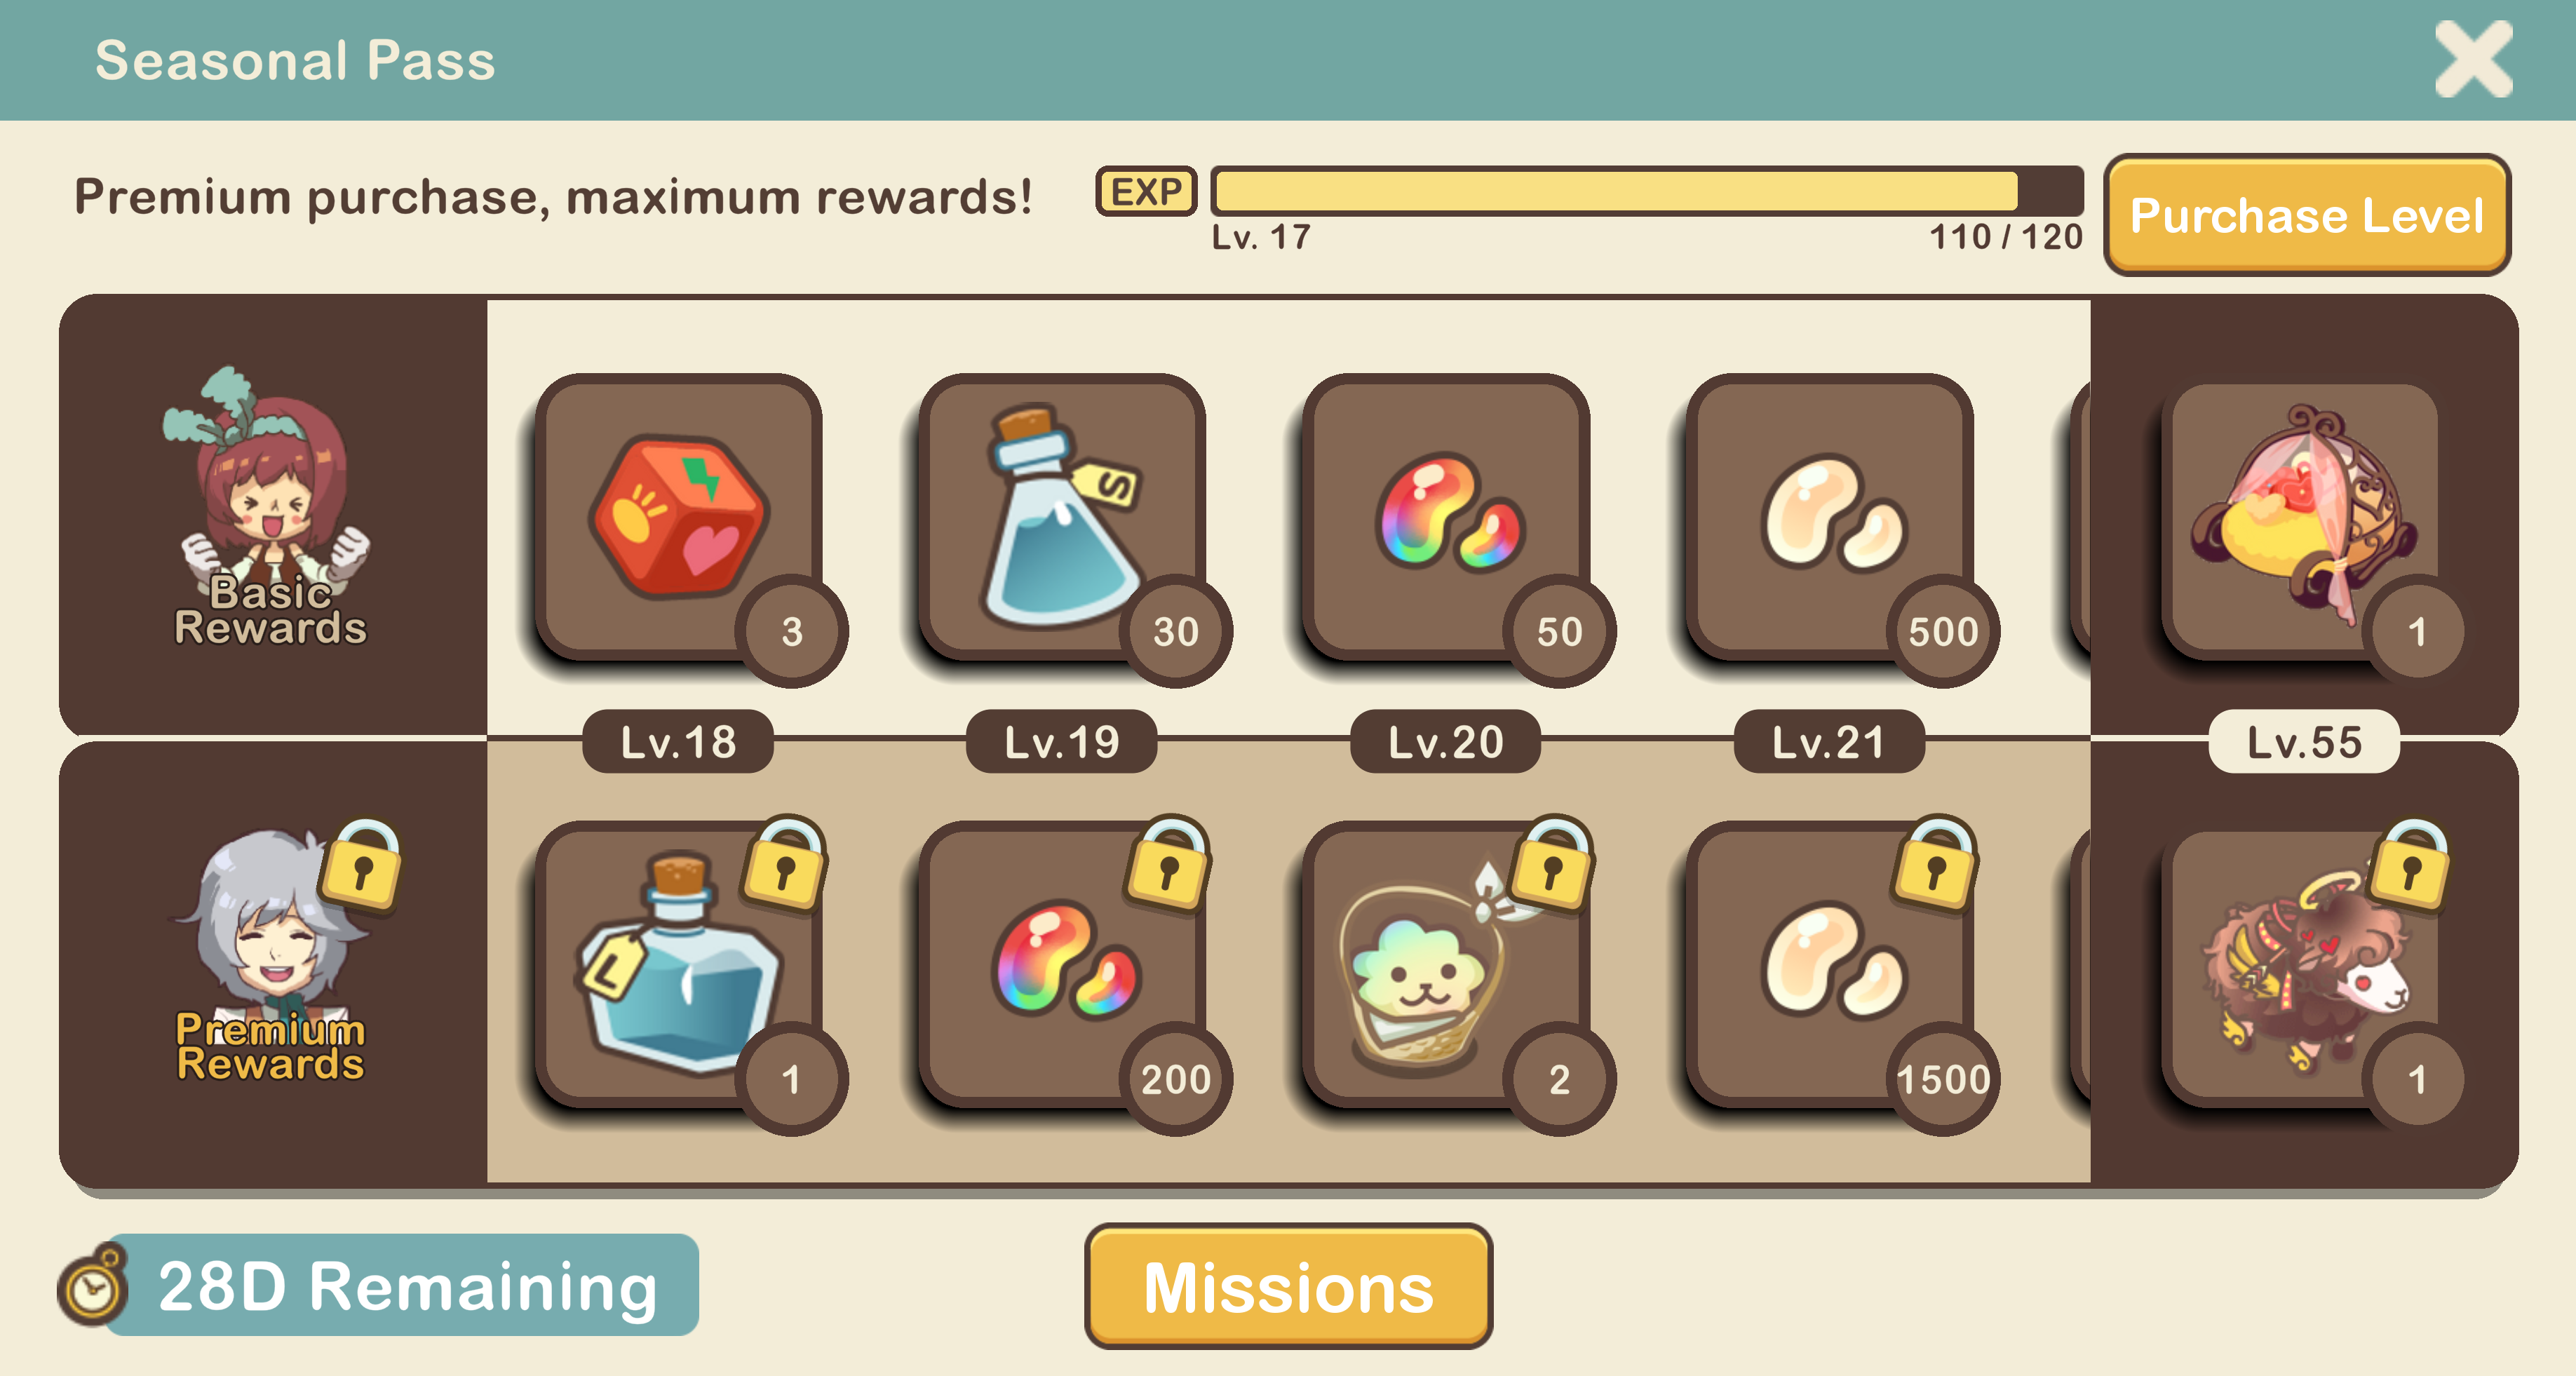 Seasonal Pass
Premium purchase, maximum rewards!
EXP
Lv. 17
110 / 120
Purchase Level
Basic
Rewards
3
S
30
50
500
1
Lv.18
Lv.19
Lv.20
Lv.21
Lv.55
Premium
Rewards
L
1
200
2
1500
1
28D Remaining
Missions